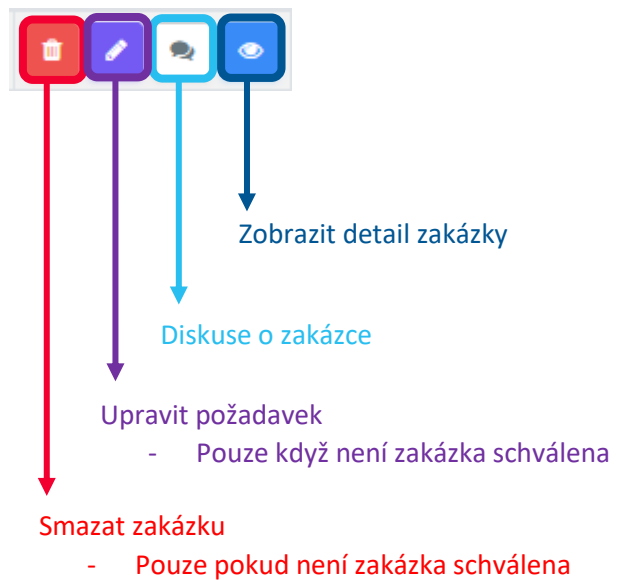 Zobrazit detail zakázky
Diskuse o zakázce
Upravit požadavek
- Pouze když není zakázka schválena
Smazat zakázku
- Pouze pokud není zakázka schválena